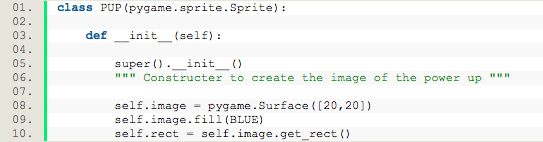 01. class PUP(pygame.sprite.Sprite):
02.
03.     def __init__(self):
04.
05.         super().__init__()
06.         """ Constructer to create the image of the power up """
07.
08.         self.image = pygame.Surface([20,20])
09.         self.image.fill(BLUE)
10.         self.rect = self.image.get_rect()